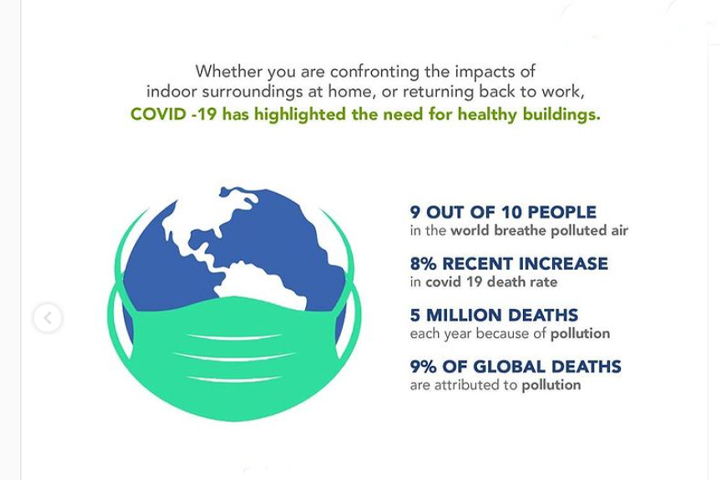 Whether you are confronting the impacts of
indoor surroundings at home, or returning back to work,
COVID -19 has highlighted the need for healthy buildings.
9 OUT OF 10 PEOPLE
in the world breathe polluted air
8% RECENT INCREASE
in covid 19 death rate
5 MILLION DEATHS
each year because of pollution
9% OF GLOBAL DEATHS
are attributed to pollution